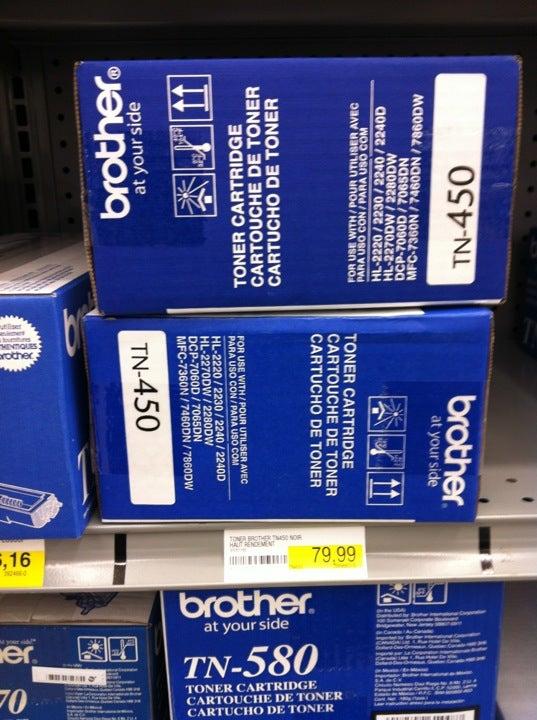 brother®
at your side
TONER CARTRIDGE
CARTOUCHE DE TONER
CARTUCHO DE TONER
FOR USE WITH / POUR UTILISER AVEC
PARA USO CON / PARA USO COM
HL-2220 / 2230 / 2240 / 2240D
HL-2270DW / 2280DW
DCP-7060D / 7065DN
MFC-7360N / 7460DN / 7860DW
TN-450
TN-450
FOR USE WITH / POUR UTILISER AVEC
PARA USO CON / PARA USO COM
HL-2220 / 2230 / 2240 / 2240D
HL-2270DW / 2280DW
DCP-7060D / 7065DN
MFC-7360N / 7460DN / 7860DW
TONER CARTRIDGE
CARTOUCHE DE TONER
CARTUCHO DE TONER
brother®
at your side
TONER BROTHER TN450 NOIR
HAUT RENDEMENT
79.99
,16
brother®
at your side
TN-580
TONER CARTRIDGE
CARTOUCHE DE TONER
CARTUCHO DE TONER
er®
70